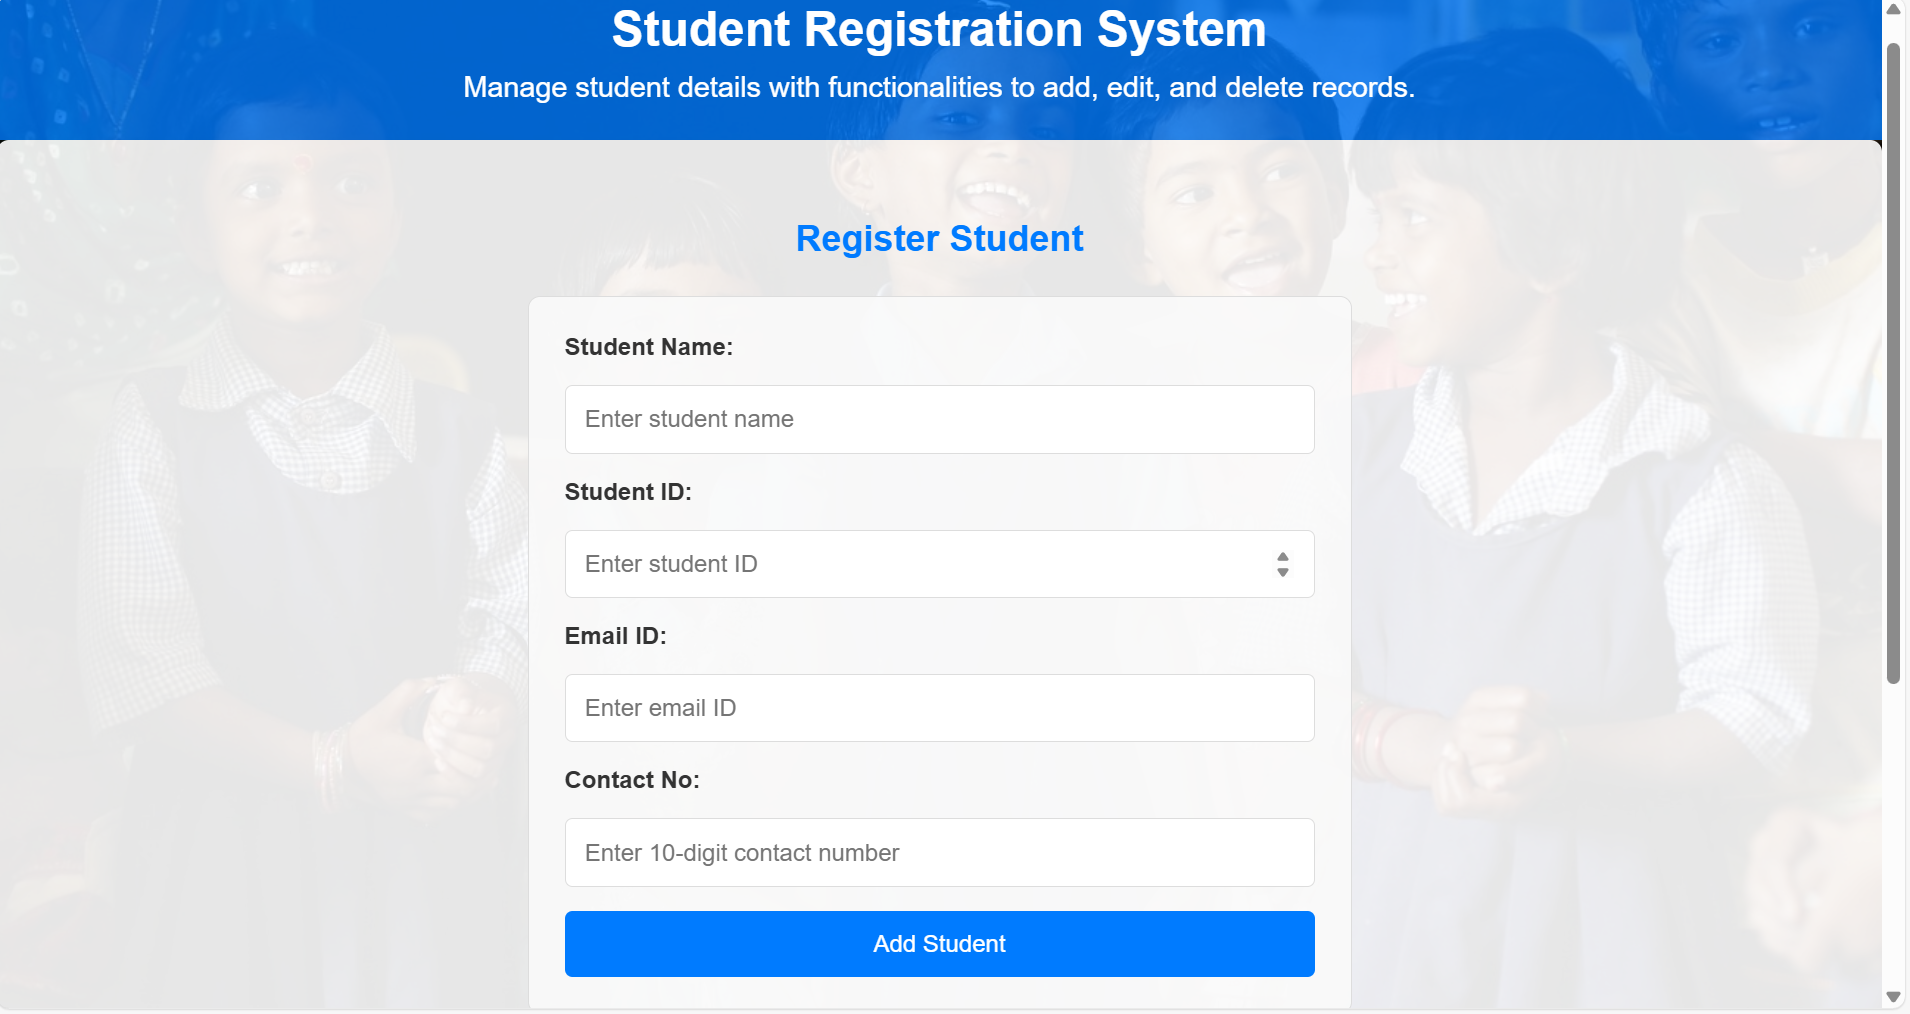 Student Registration System
Manage student details with functionalities to add, edit, and delete records.
Register Student
Student Name:
Enter student name
Student ID:
Enter student ID
Email ID:
Enter email ID
Contact No:
Enter 10-digit contact number
Add Student